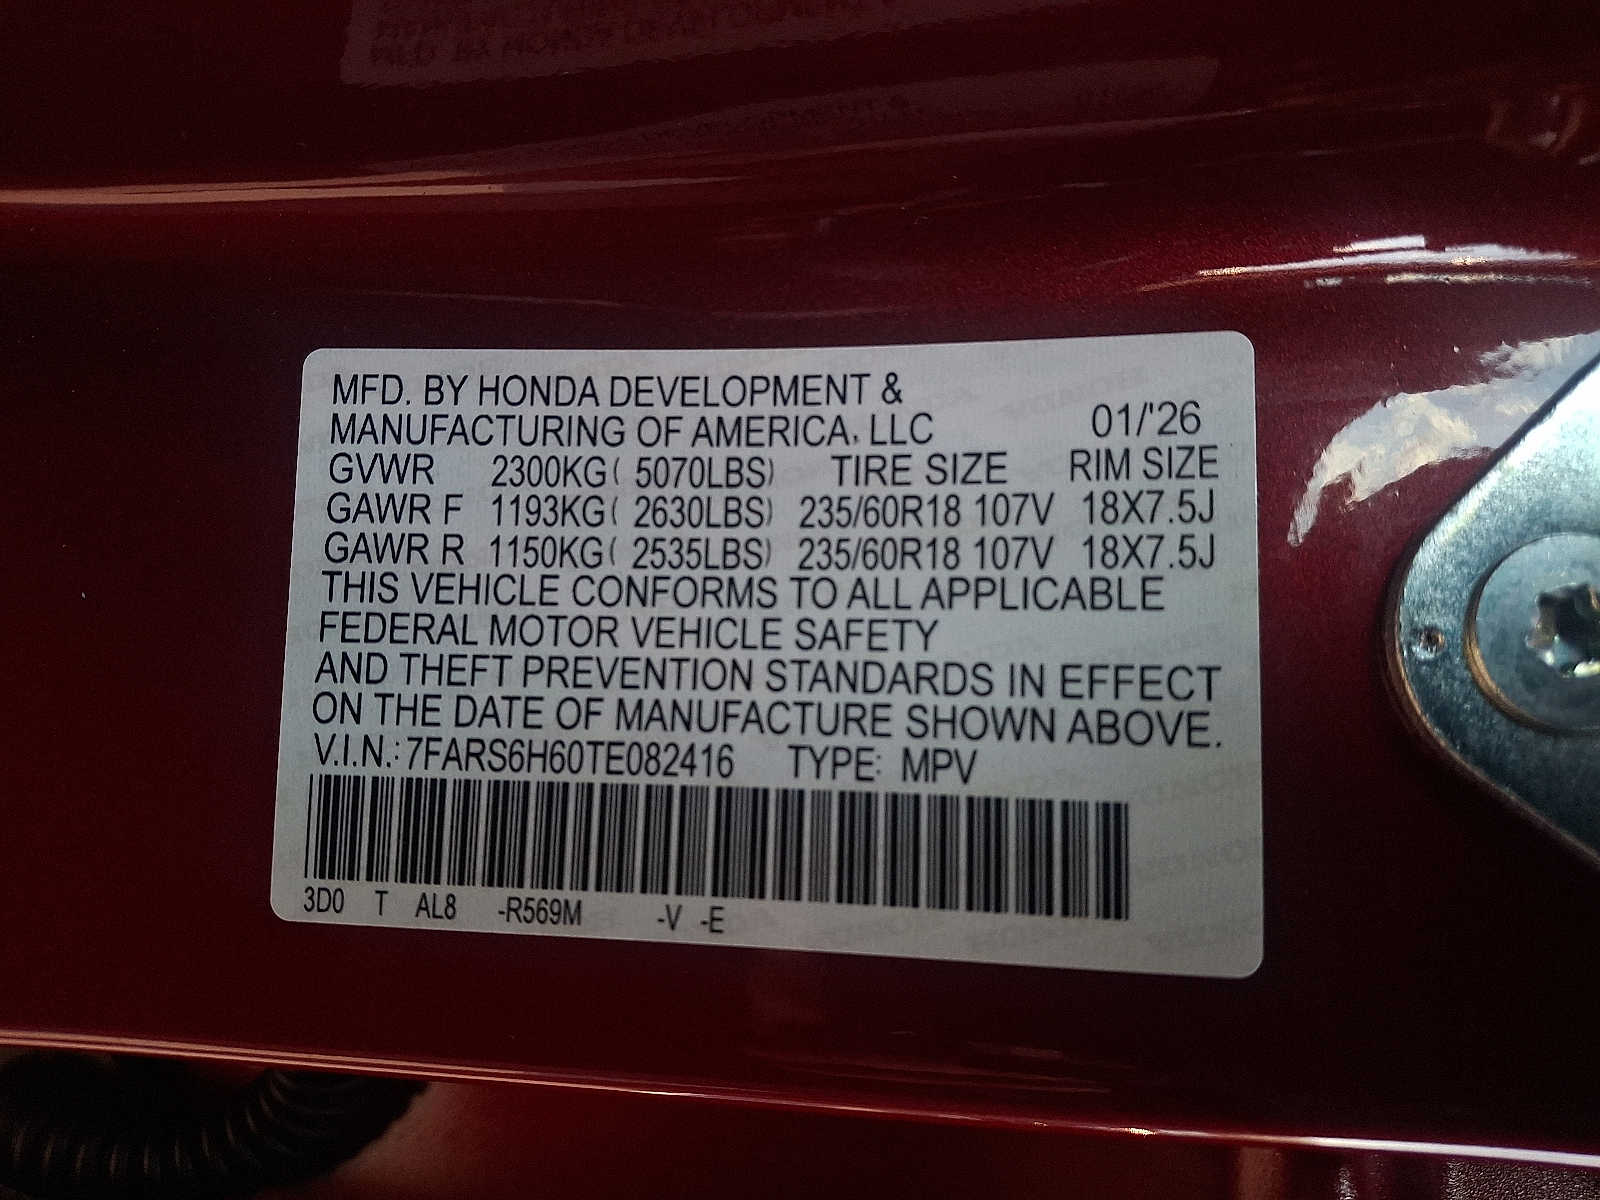 MFD. BY HONDA DEVELOPMENT &
MANUFACTURING OF AMERICA, LLC 01/'26
GVWR 2300KG( 5070LBS) TIRE SIZE RIM SIZE
GAWR F 1193KG( 2630LBS) 235/60R18 107V 18X7.5J
GAWR R 1150KG( 2535LBS) 235/60R18 107V 18X7.5J
THIS VEHICLE CONFORMS TO ALL APPLICABLE
FEDERAL MOTOR VEHICLE SAFETY
AND THEFT PREVENTION STANDARDS IN EFFECT
ON THE DATE OF MANUFACTURE SHOWN ABOVE.
V.I.N.: 7FARS6H60TE082416 TYPE: MPV
3D0 T AL8 -R569M -V -E